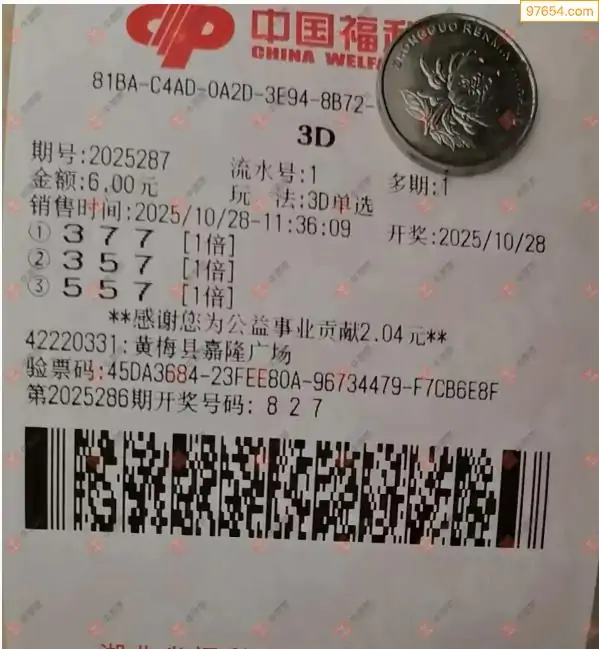 97654.com
中国福利
CHINA WELFA
ZHONGGUO RENMIN
81BA-C4AD-0A2D-3E94-8B72-
3D
期号:2025287 流水号:1 多期:1
金额:6.00元 玩 法:3D单选
销售时间:2025/10/28-11:36:09 开奖:2025/10/28
① 3 7 7 [1倍]
② 3 5 7 [1倍]
③ 5 5 7 [1倍]
**感谢您为公益事业贡献2.04元**
42220331:黄梅县嘉隆广场
验票码:45DA3684-23FEE80A-96734479-F7CB6E8F
第2025286期开奖号码: 8 2 7